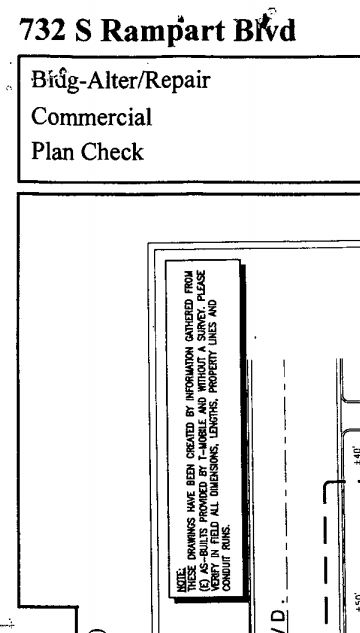 732 S Rampart Blvd
Bldg-Alter/Repair
Commercial
Plan Check
NOTE:
THESE DRAWINGS HAVE BEEN CREATED BY INFORMATION GATHERED FROM
(E) AS-BUILTS PROVIDED BY T-MOBILE AND WITHOUT A SURVEY. PLEASE
VERIFY IN FIELD ALL DIMENSIONS, LENGTHS, PROPERTY LINES AND
CONDUIT RUNS.
VD.
±40'
±50'